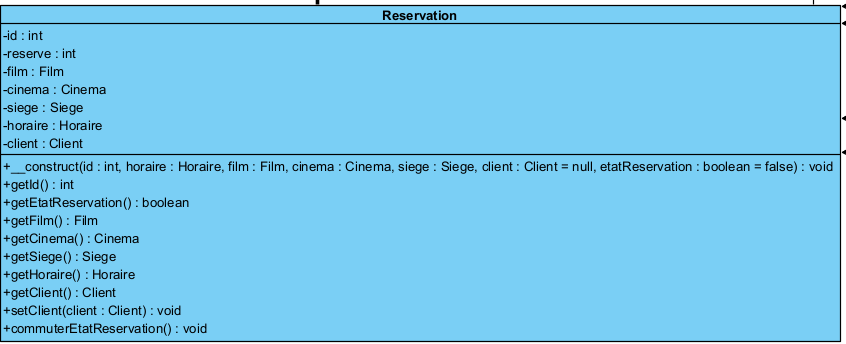 Reservation
-id : int
-reserve : int
-film : Film
-cinema : Cinema
-siege : Siege
-horaire : Horaire
-client : Client
+__construct(id : int, horaire : Horaire, film : Film, cinema : Cinema, siege : Siege, client : Client = null, etatReservation : boolean = false) : void
+getId() : int
+getEtatReservation() : boolean
+getFilm() : Film
+getCinema() : Cinema
+getSiege() : Siege
+getHoraire() : Horaire
+getClient() : Client
+setClient(client : Client) : void
+commuterEtatReservation() : void